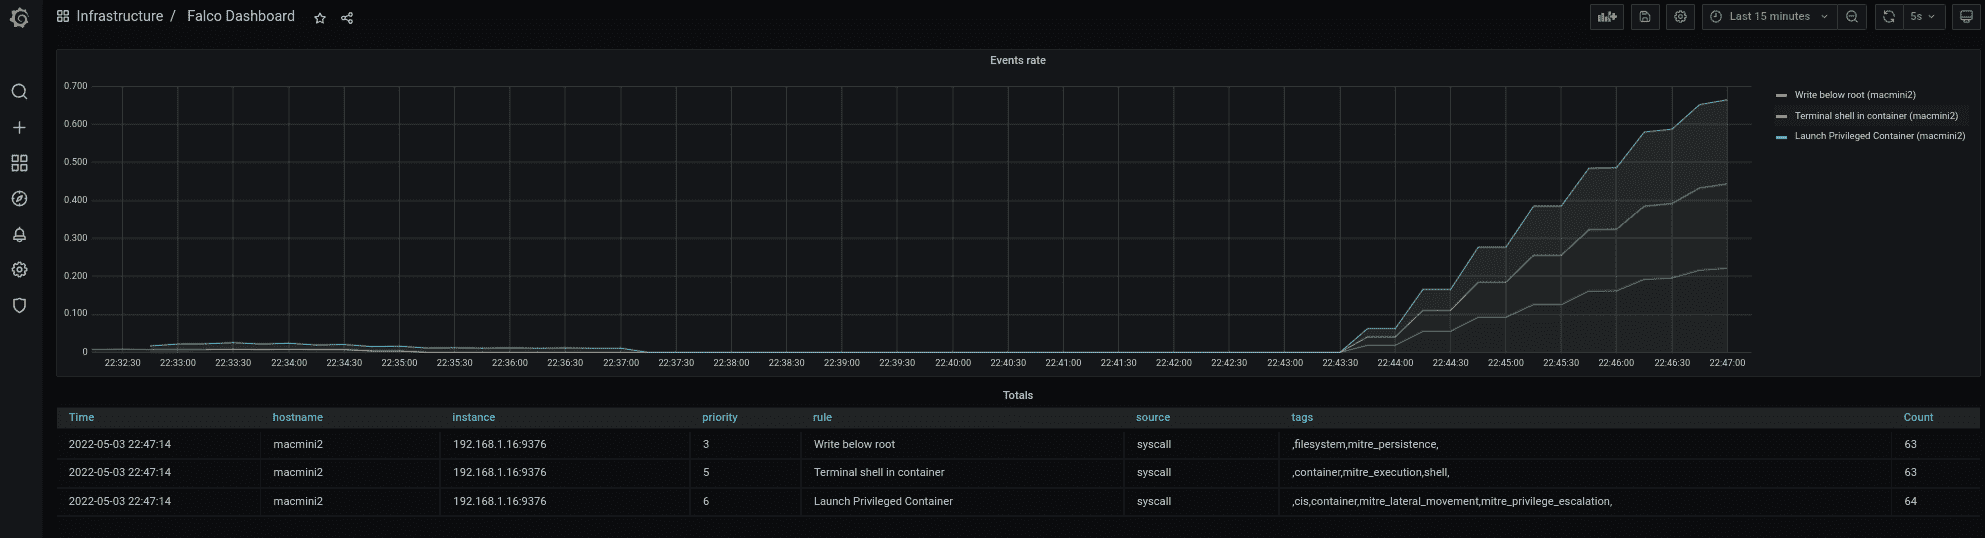 Infrastructure / Falco Dashboard
Last 15 minutes
5s
Events rate
0.700
0.600
0.500
0.400
0.300
0.200
0.100
0
22:32:30 22:33:00 22:33:30 22:34:00 22:34:30 22:35:00 22:35:30 22:36:00 22:36:30 22:37:00 22:37:30 22:38:00 22:38:30 22:39:00 22:39:30 22:40:00 22:40:30 22:41:00 22:41:30 22:42:00 22:42:30 22:43:00 22:43:30 22:44:00 22:44:30 22:45:00 22:45:30 22:46:00 22:46:30 22:47:00
Write below root (macmini2)
Terminal shell in container (macmini2)
Launch Privileged Container (macmini2)
Totals
Time hostname instance priority rule source tags Count
2022-05-03 22:47:14 macmini2 192.168.1.16:9376 3 Write below root syscall ,filesystem,mitre_persistence, 63
2022-05-03 22:47:14 macmini2 192.168.1.16:9376 5 Terminal shell in container syscall ,container,mitre_execution,shell, 63
2022-05-03 22:47:14 macmini2 192.168.1.16:9376 6 Launch Privileged Container syscall ,cis,container,mitre_lateral_movement,mitre_privilege_escalation, 64